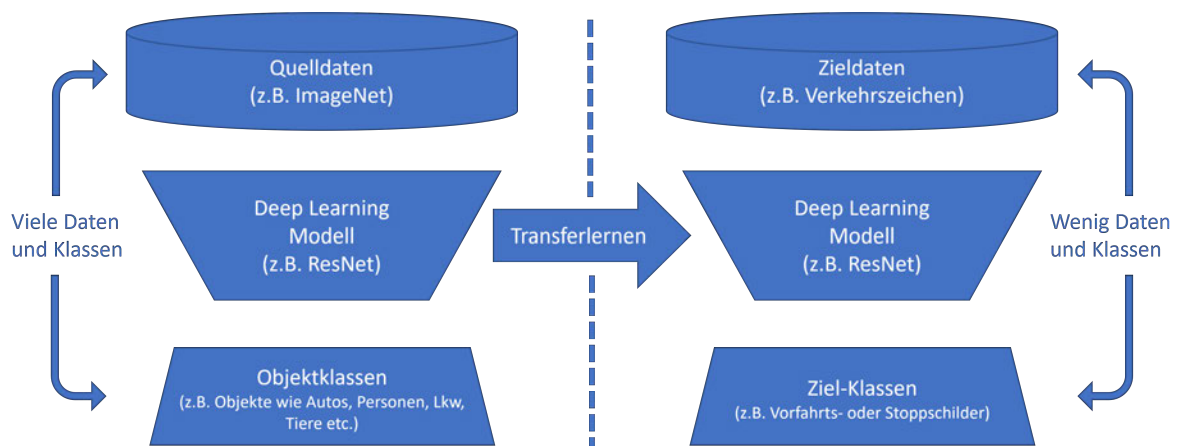 Quelldaten
(z.B. ImageNet)
Zieldaten
(z.B. Verkehrszeichen)
Viele Daten
und Klassen
Deep Learning
Modell
(z.B. ResNet)
Transferlernen
Deep Learning
Modell
(z.B. ResNet)
Wenig Daten
und Klassen
Objektklassen
(z.B. Objekte wie Autos, Personen, Lkw,
Tiere etc.)
Ziel-Klassen
(z.B. Vorfahrts- oder Stoppschilder)